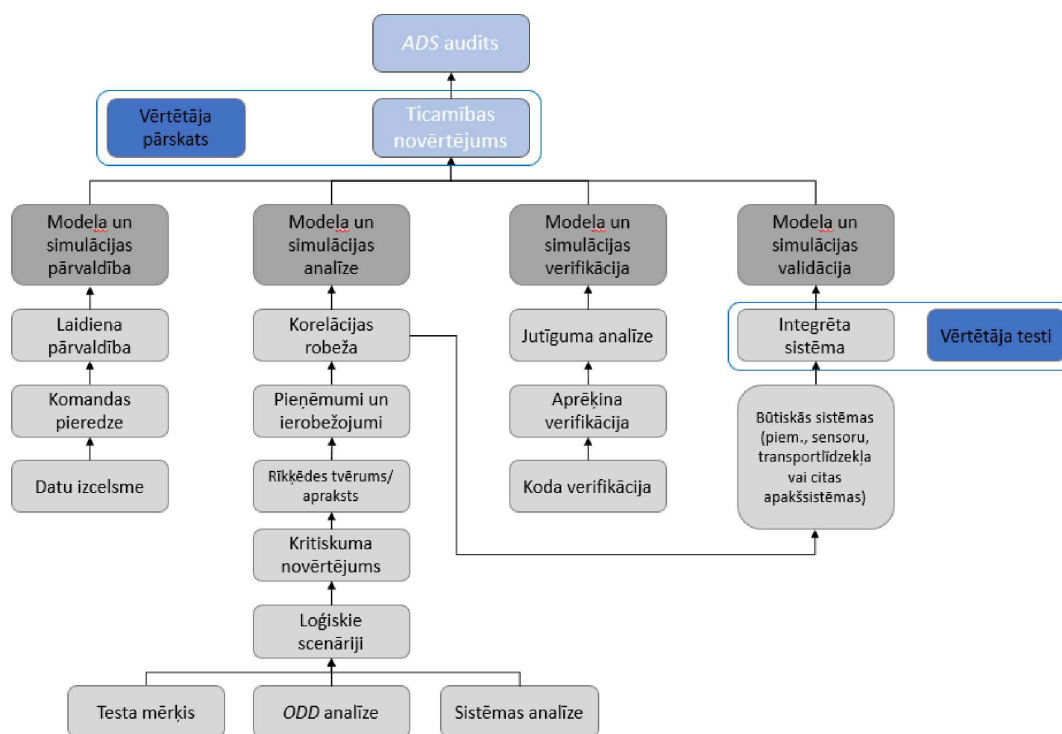 ADS audits
Vērtētāja
pārskats
Ticamības
novērtējums
Modeļa un
simulācijas
pārvaldība
Modeļa un
simulācijas
analīze
Modeļa un
simulācijas
verifikācija
Modeļa un
simulācijas
validācija
Laidiena
pārvaldība
Korelācijas
robeža
Jutīguma analīze
Integrēta
sistēma
Vērtētāja testi
Komandas
pieredze
Pieņēmumi un
ierobežojumi
Aprēķina
verifikācija
Būtiskās sistēmas
(piem., sensoru,
transportlīdzekļa
vai citas
apakšsistēmas)
Datu izcelsme
Rīkķēdes tvērums/
apraksts
Koda verifikācija
Kritiskuma
novērtējums
Loģiskie
scenāriji
Testa mērķis
ODD analīze
Sistēmas analīze